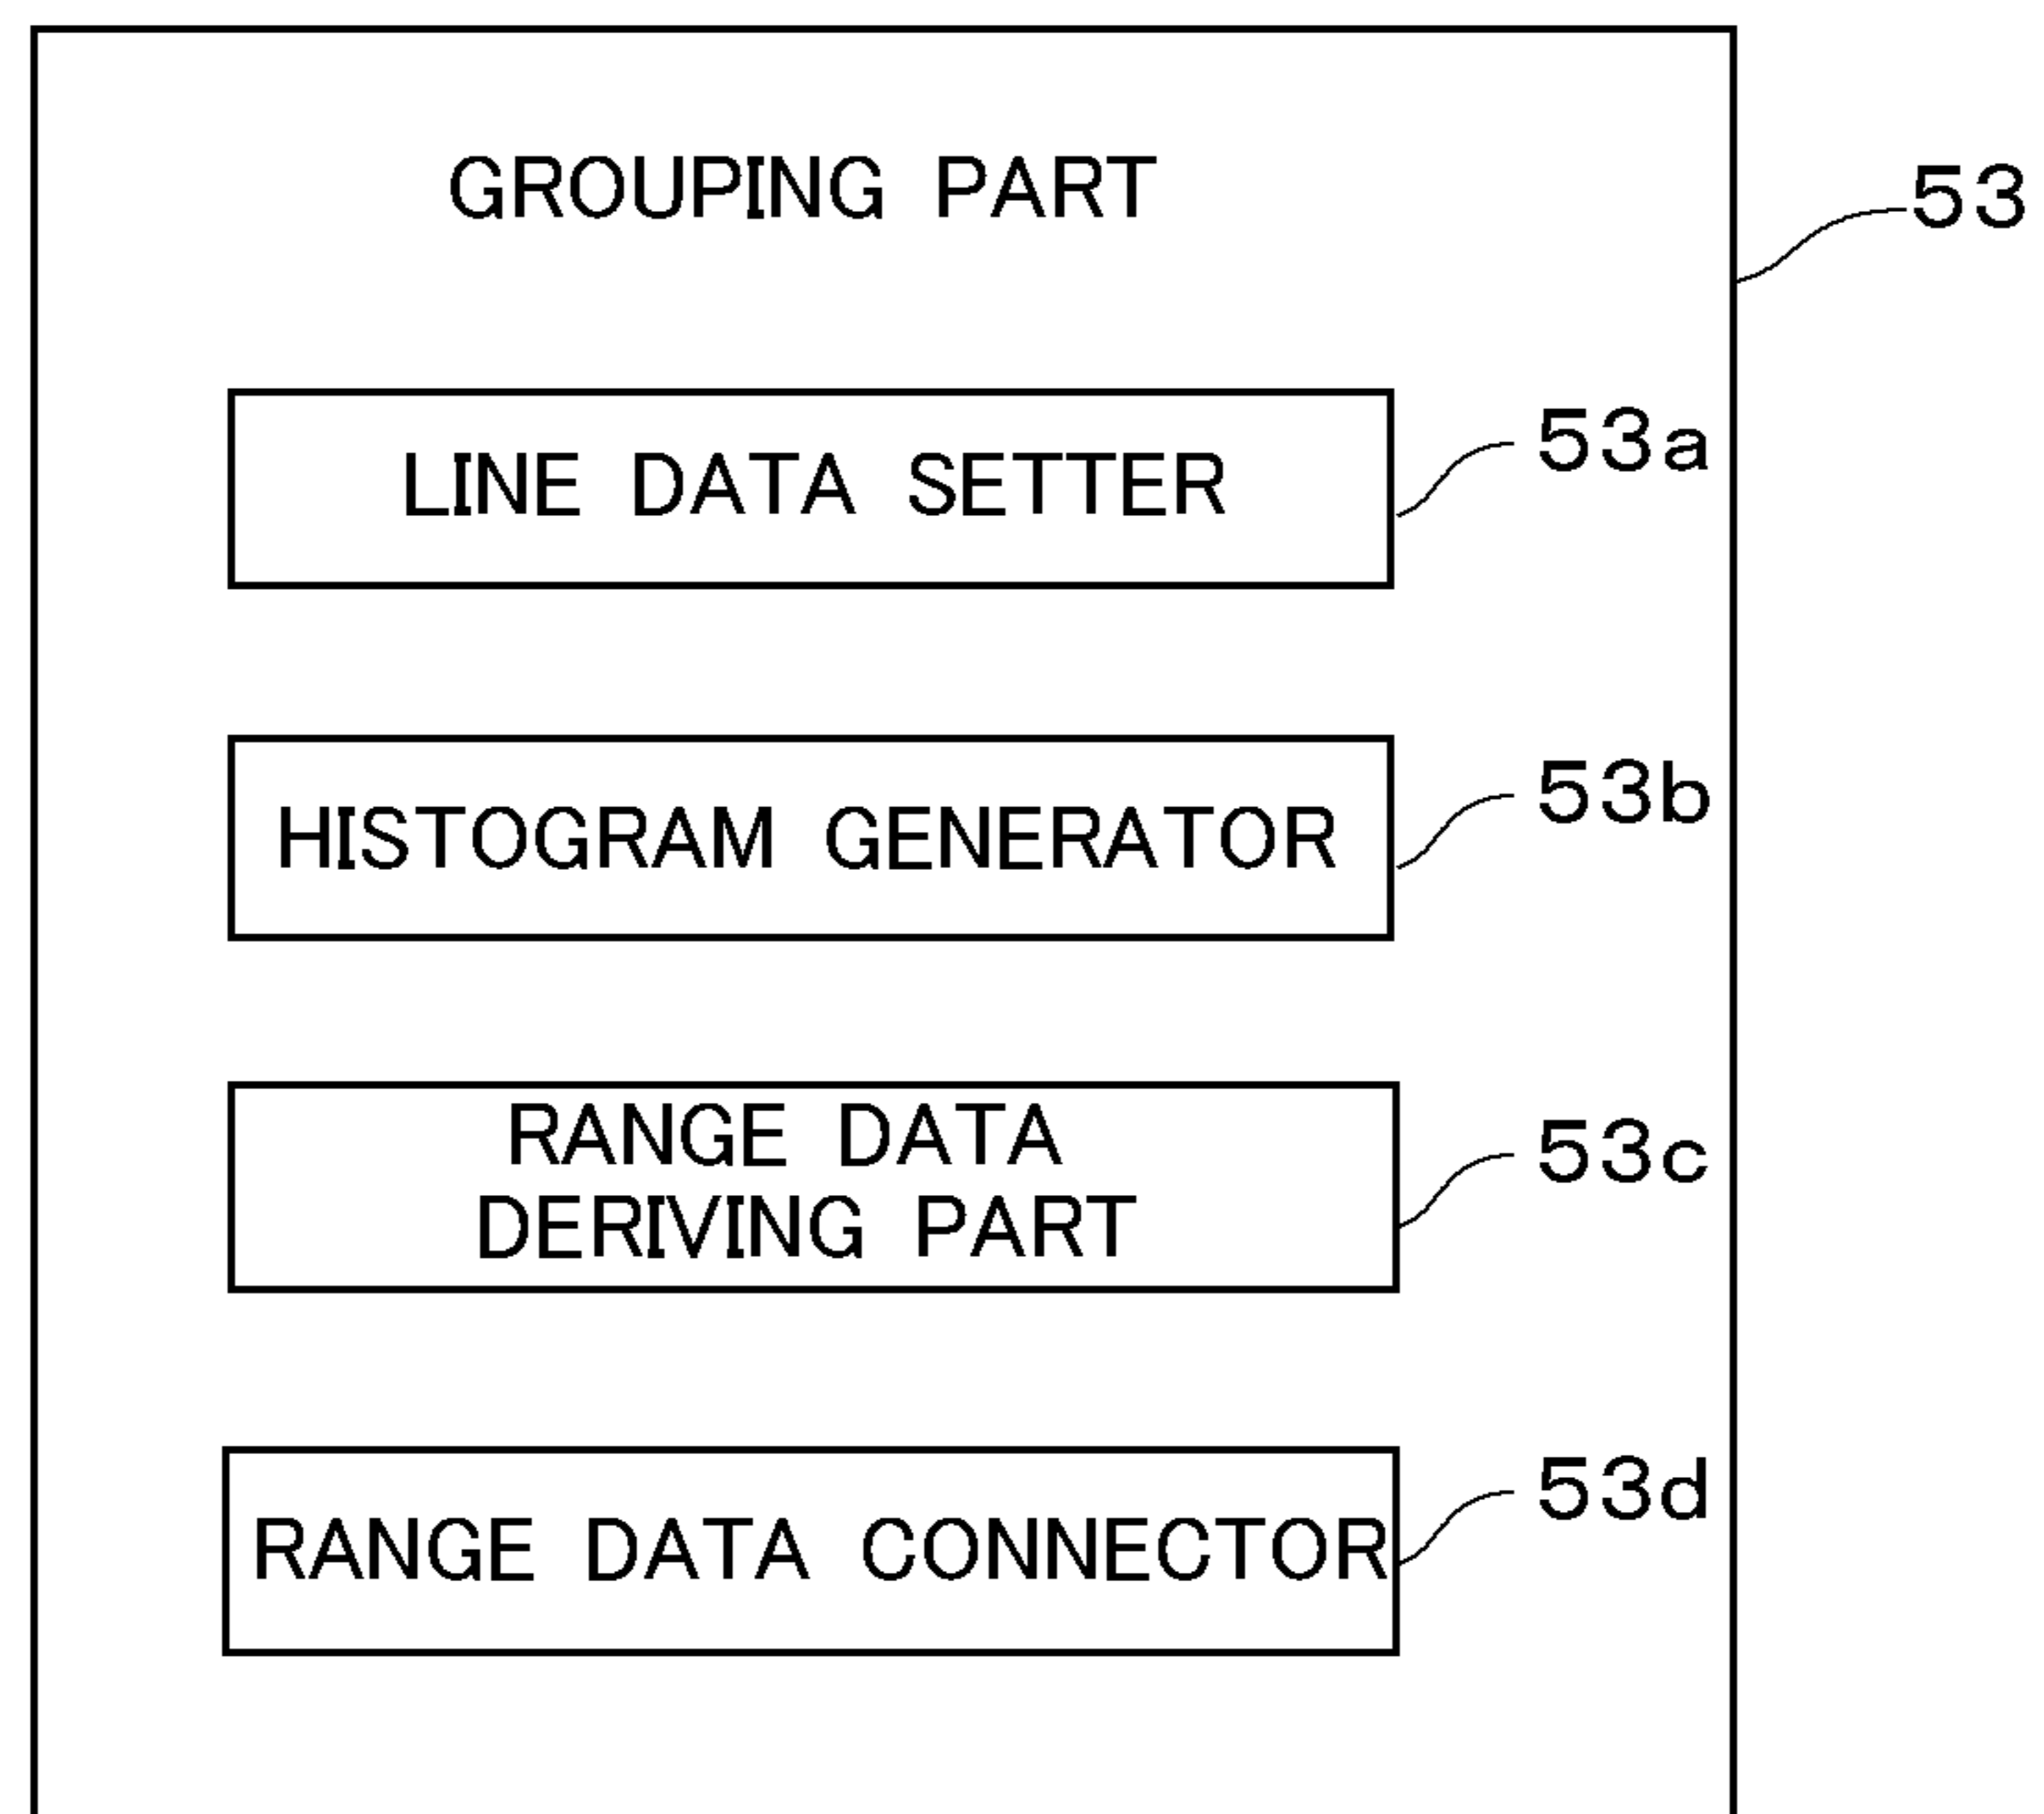 GROUPING PART
53
LINE DATA SETTER
53a
HISTOGRAM GENERATOR
53b
RANGE DATA
DERIVING PART
53c
RANGE DATA CONNECTOR
53d